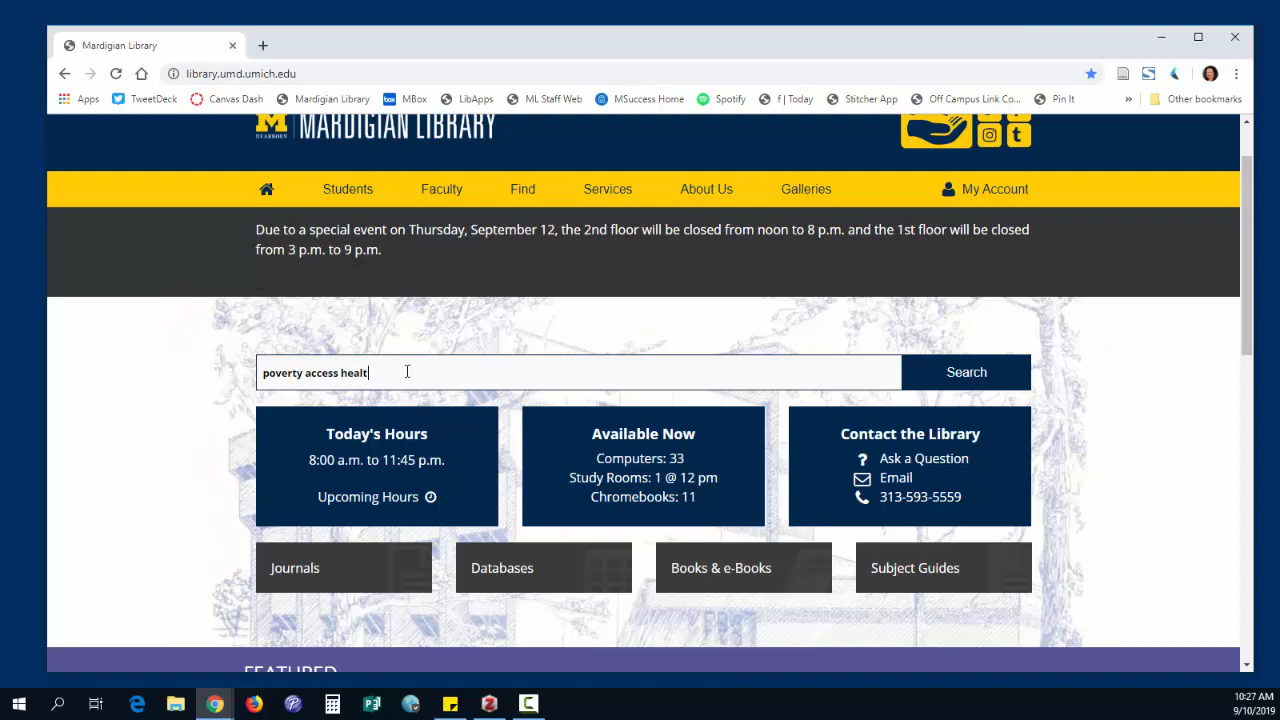 Mardigian Library
library.umd.umich.edu
Apps TweetDeck Canvas Dash Mardigian Library MBox LibApps ML Staff Web MSuccess Home Spotify f | Today Stitcher App Off Campus Link Co... Pin It » Other bookmarks
DEARBORN MARDIGIAN LIBRARY
Students Faculty Find Services About Us Galleries My Account
Due to a special event on Thursday, September 12, the 2nd floor will be closed from noon to 8 p.m. and the 1st floor will be closed
from 3 p.m. to 9 p.m.
poverty access healt Search
Today's Hours
8:00 a.m. to 11:45 p.m.
Upcoming Hours
Available Now
Computers: 33
Study Rooms: 1 @ 12 pm
Chromebooks: 11
Contact the Library
Ask a Question
Email
313-593-5559
Journals Databases Books & e-Books Subject Guides
FEATURED
10:27 AM
9/10/2019